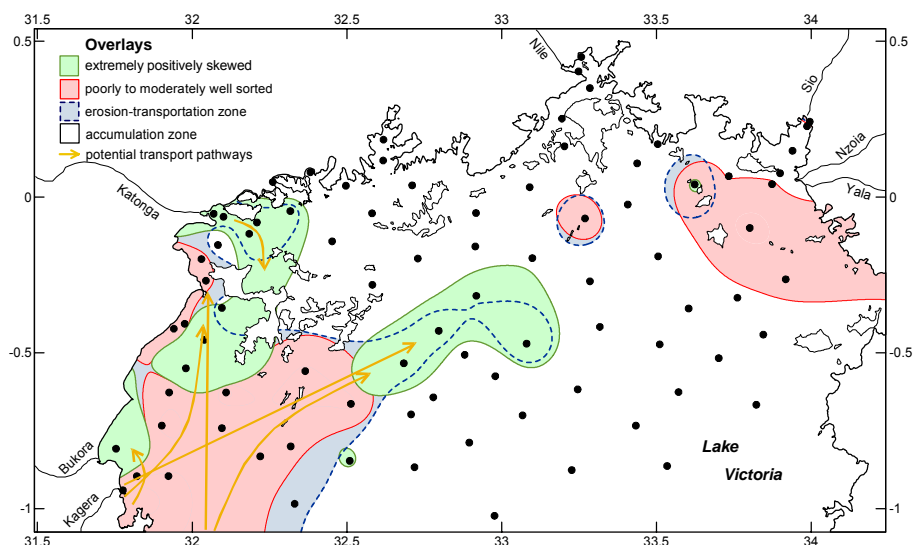 31.5 32 32.5 33 33.5 34
0.5 0.5
Overlays
extremely positively skewed
poorly to moderately well sorted
erosion-transportation zone
accumulation zone
potential transport pathways
Nile
Sio
Nzoia
Yala
Katonga
0 0
-0.5 -0.5
Bukora
Kagera
Lake
Victoria
-1 -1
31.5 32 32.5 33 33.5 34